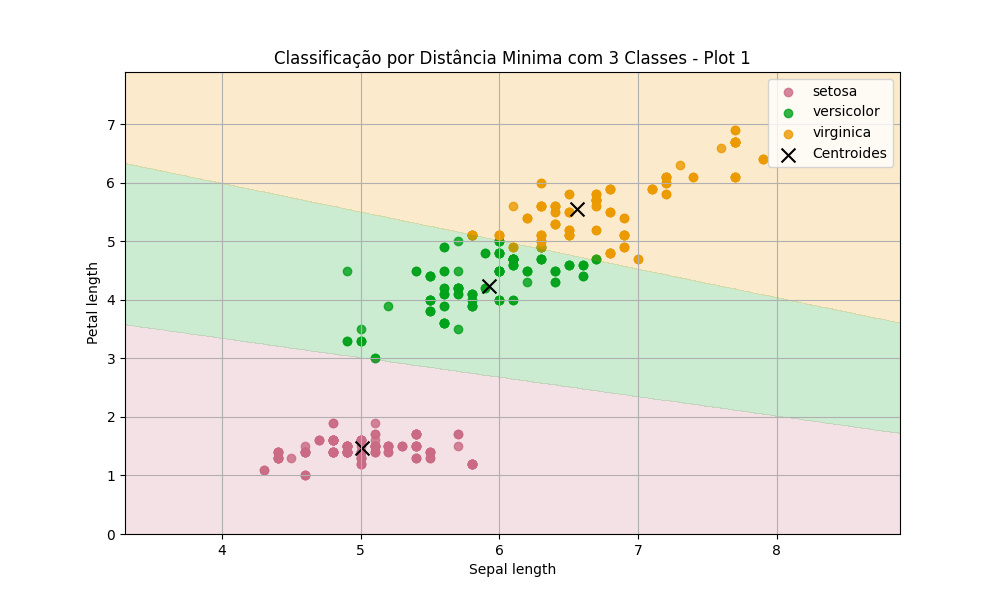 Classificação por Distância Minima com 3 Classes - Plot 1
setosa
versicolor
virginica
Centroides
Petal length
7
6
5
4
3
2
1
0
4
5
6
7
8
Sepal length